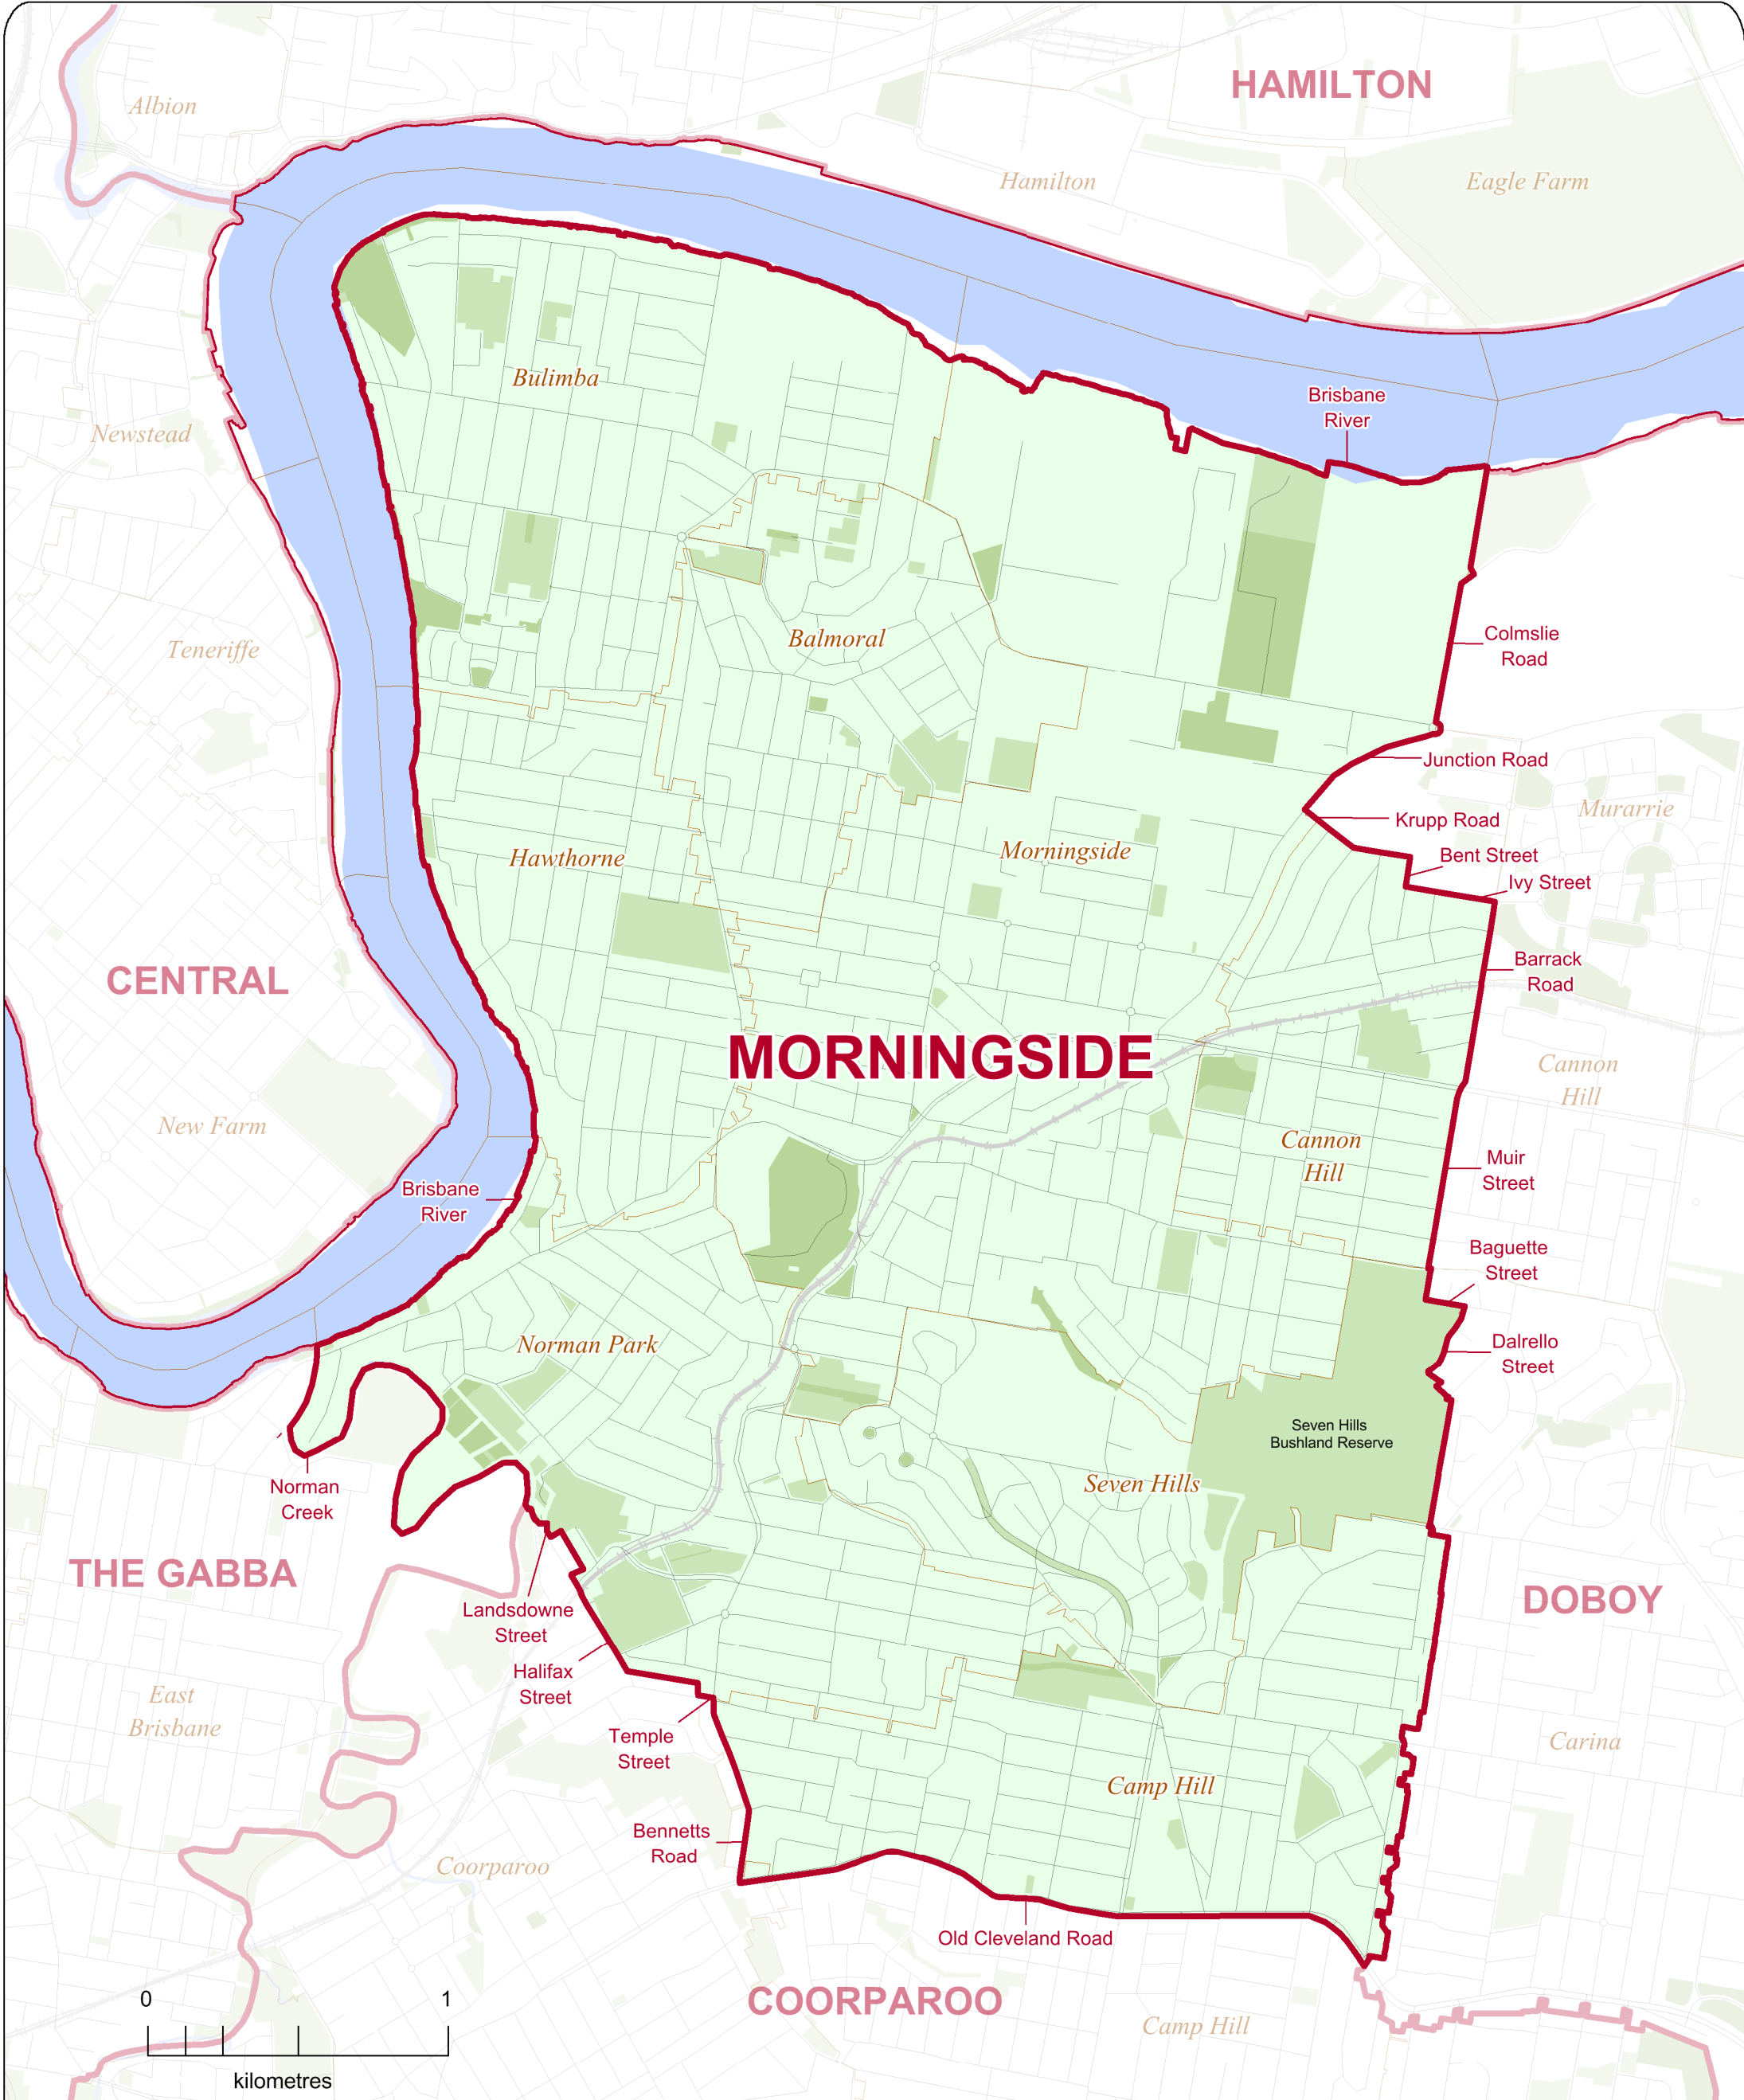 HAMILTON
Albion
Hamilton
Eagle Farm
Bulimba
Brisbane
River
Newstead
Colmslie
Road
Balmoral
Teneriffe
Junction Road
Murarrie
Krupp Road
Morningside
Bent Street
Hawthorne
Ivy Street
Barrack
Road
CENTRAL
MORNINGSIDE
Cannon
Hill
New Farm
Cannon
Hill
Muir
Street
Brisbane
River
Baguette
Street
Norman Park
Dalrello
Street
Seven Hills
Bushland Reserve
Seven Hills
Norman
Creek
THE GABBA
DOBOY
Landsdowne
Street
Halifax
Street
East
Brisbane
Temple
Street
Carina
Camp Hill
Bennetts
Road
Coorparoo
Old Cleveland Road
COORPAROO
Camp Hill
0 1
kilometres